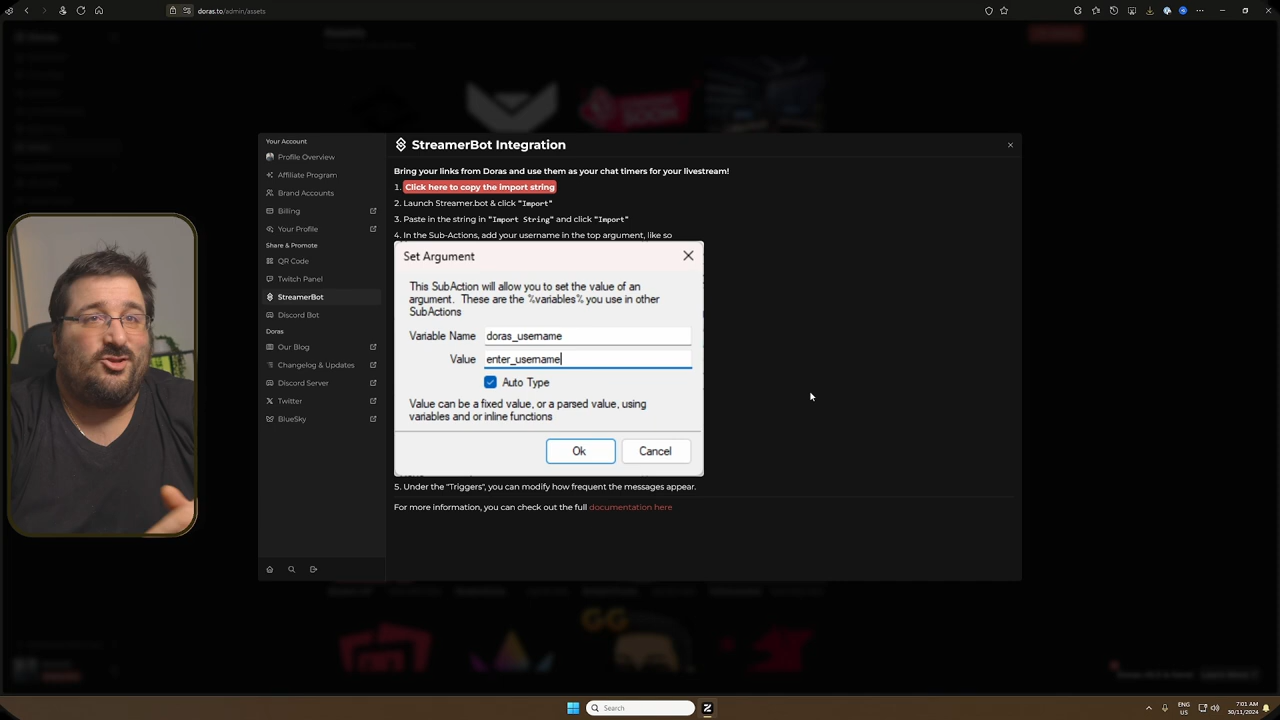 doras.to/admin/assets
Your Account
Profile Overview
Affiliate Program
Brand Accounts
Billing
Your Profile
Share & Promote
QR Code
Twitch Panel
StreamerBot
Discord Bot
Doras
Our Blog
Changelog & Updates
Discord Server
Twitter
BlueSky
StreamerBot Integration
Bring your links from Doras and use them as your chat timers for your livestream!
1. Click here to copy the import string
2. Launch Streamer.bot & click "Import"
3. Paste in the string in "Import String" and click "Import"
4. In the Sub-Actions, add your username in the top argument, like so
Set Argument
This SubAction will allow you to set the value of an
argument. These are the %variables% you use in other
SubActions
Variable Name doras_username
Value enter_username
Auto Type
Value can be a fixed value, or a parsed value, using
variables and or inline functions
Ok Cancel
5. Under the "Triggers", you can modify how frequent the messages appear.
For more information, you can check out the full documentation here
SOON
GG
Search
ENG
US
7:01 AM
30/11/2024